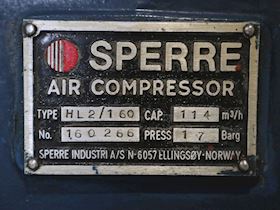 SPERRE
AIR COMPRESSOR
TYPE HL2/160 CAP. 114 m³/h
No. 160266 PRESS 17 Barg
SPERRE INDUSTRI A/S N-6057 ELLINGSØY-NORWAY